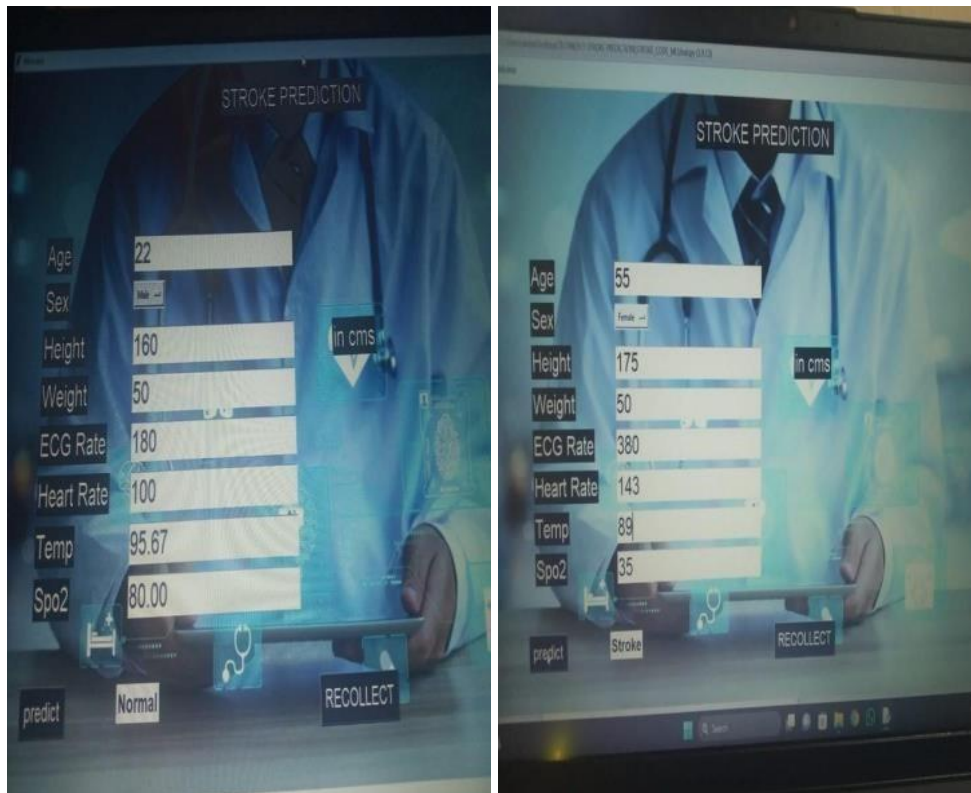 STROKE PREDICTION
Age 22
Sex Male
Height 160 in cms
Weight 50
ECG Rate 180
Heart Rate 100
Temp 95.67
Spo2 80.00
predict Normal RECOLLECT
STROKE PREDICTION
Age 55
Sex Female
Height 175 in cms
Weight 50
ECG Rate 380
Heart Rate 143
Temp 89
Spo2 35
predict Stroke RECOLLECT
Search